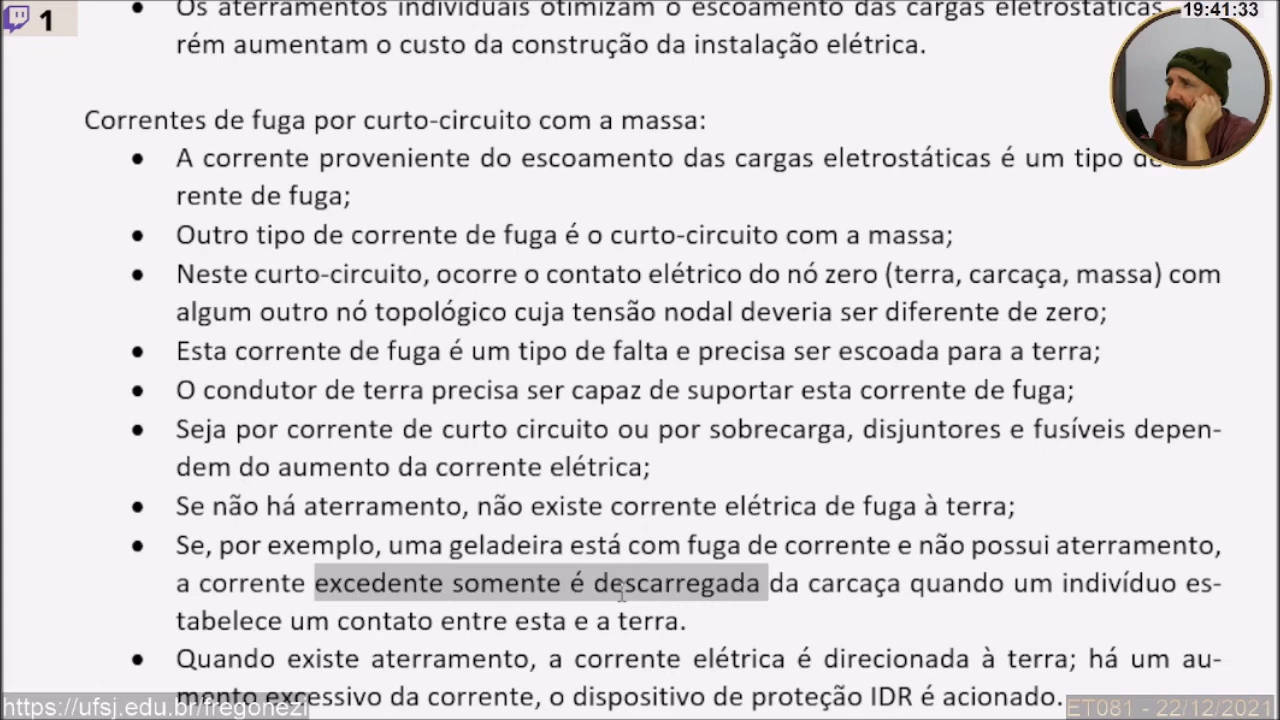 1
19:41:33
Os aterramentos individuais otimizam o escoamento das cargas eletrostáticas
rém aumentam o custo da construção da instalação elétrica.
Correntes de fuga por curto-circuito com a massa:
• A corrente proveniente do escoamento das cargas eletrostáticas é um tipo de
rente de fuga;
• Outro tipo de corrente de fuga é o curto-circuito com a massa;
• Neste curto-circuito, ocorre o contato elétrico do nó zero (terra, carcaça, massa) com
algum outro nó topológico cuja tensão nodal deveria ser diferente de zero;
• Esta corrente de fuga é um tipo de falta e precisa ser escoada para a terra;
• O condutor de terra precisa ser capaz de suportar esta corrente de fuga;
• Seja por corrente de curto circuito ou por sobrecarga, disjuntores e fusíveis depen-
dem do aumento da corrente elétrica;
• Se não há aterramento, não existe corrente elétrica de fuga à terra;
• Se, por exemplo, uma geladeira está com fuga de corrente e não possui aterramento,
a corrente excedente somente é descarregada da carcaça quando um indivíduo es-
tabelece um contato entre esta e a terra.
• Quando existe aterramento, a corrente elétrica é direcionada à terra; há um au-
mento excessivo da corrente, o dispositivo de proteção IDR é acionado.
https://ufsj.edu.br/fregonezi
ET081 - 22/12/2021